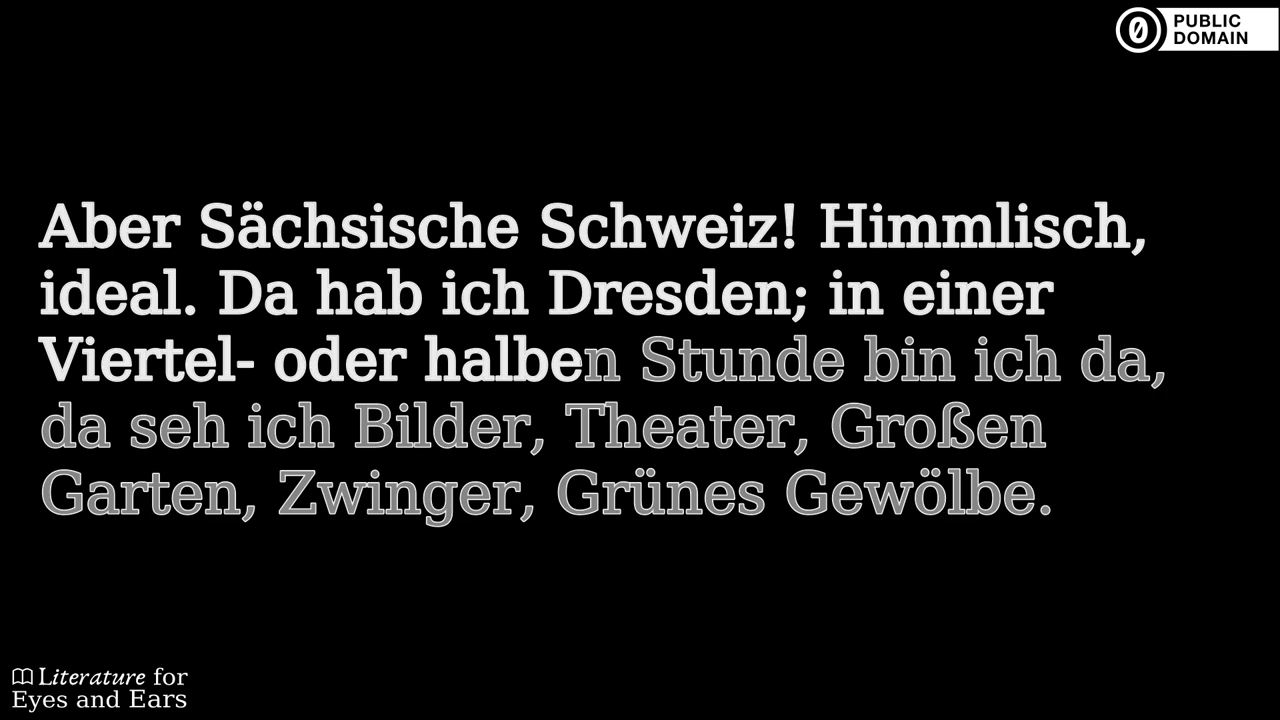 PUBLIC
DOMAIN
Aber Sächsische Schweiz! Himmlisch,
ideal. Da hab ich Dresden; in einer
Viertel- oder halben Stunde bin ich da,
da seh ich Bilder, Theater, Großen
Garten, Zwinger, Grünes Gewölbe.
Literature for
Eyes and Ears